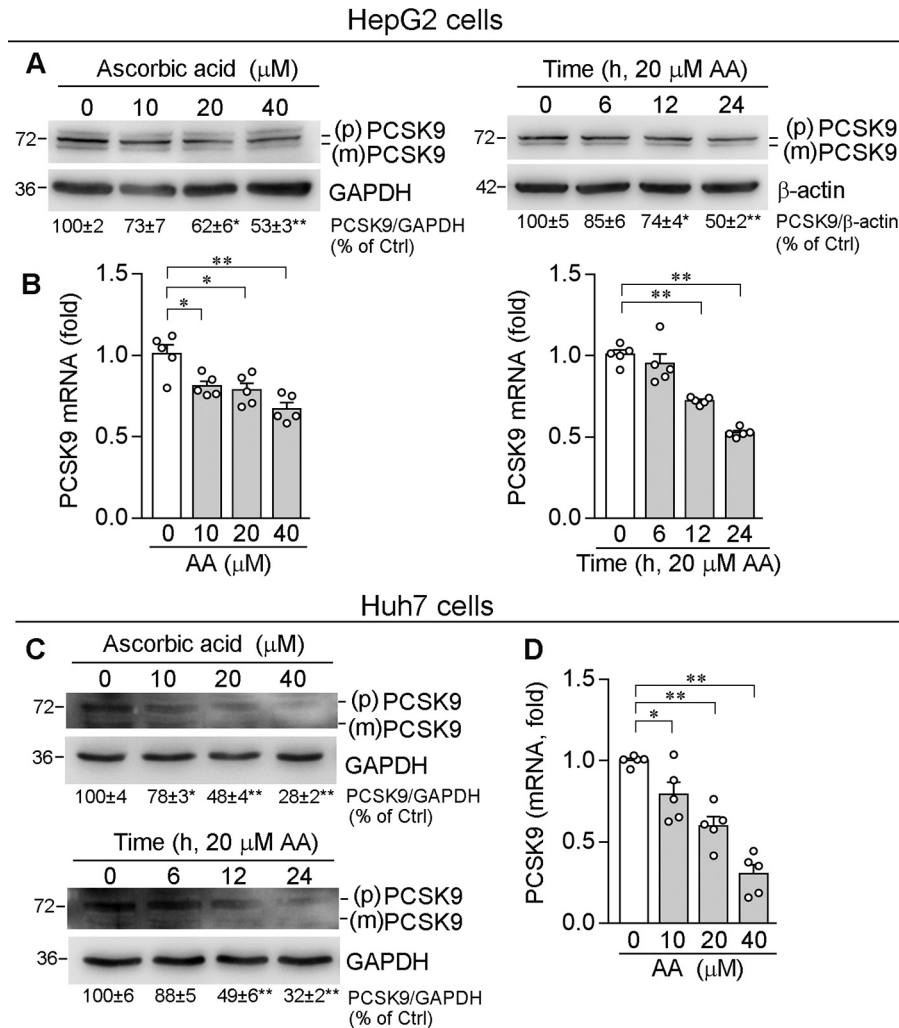 HepG2 cells
A
Ascorbic acid (μM)
0 10 20 40
72
(p) PCSK9
(m)PCSK9
36
GAPDH
100±2 73±7 62±6* 53±3** PCSK9/GAPDH
(% of Ctrl)
Time (h, 20 μM AA)
0 6 12 24
72
(p) PCSK9
(m)PCSK9
42
β-actin
100±5 85±6 74±4* 50±2** PCSK9/β-actin
(% of Ctrl)
B
PCSK9 mRNA (fold)
1.5
1.0
0.5
0.0
**
*
*
0 10 20 40
AA (μM)
PCSK9 mRNA (fold)
1.5
1.0
0.5
0.0
**
**
0 6 12 24
Time (h, 20 μM AA)
Huh7 cells
C
Ascorbic acid (μM)
0 10 20 40
72
(p) PCSK9
(m)PCSK9
36
GAPDH
100±4 78±3* 48±4** 28±2** PCSK9/GAPDH
(% of Ctrl)
Time (h, 20 μM AA)
0 6 12 24
72
(p) PCSK9
(m)PCSK9
36
GAPDH
100±6 88±5 49±6** 32±2** PCSK9/GAPDH
(% of Ctrl)
D
PCSK9 (mRNA, fold)
1.5
1.0
0.5
0.0
**
**
*
0 10 20 40
AA (μM)